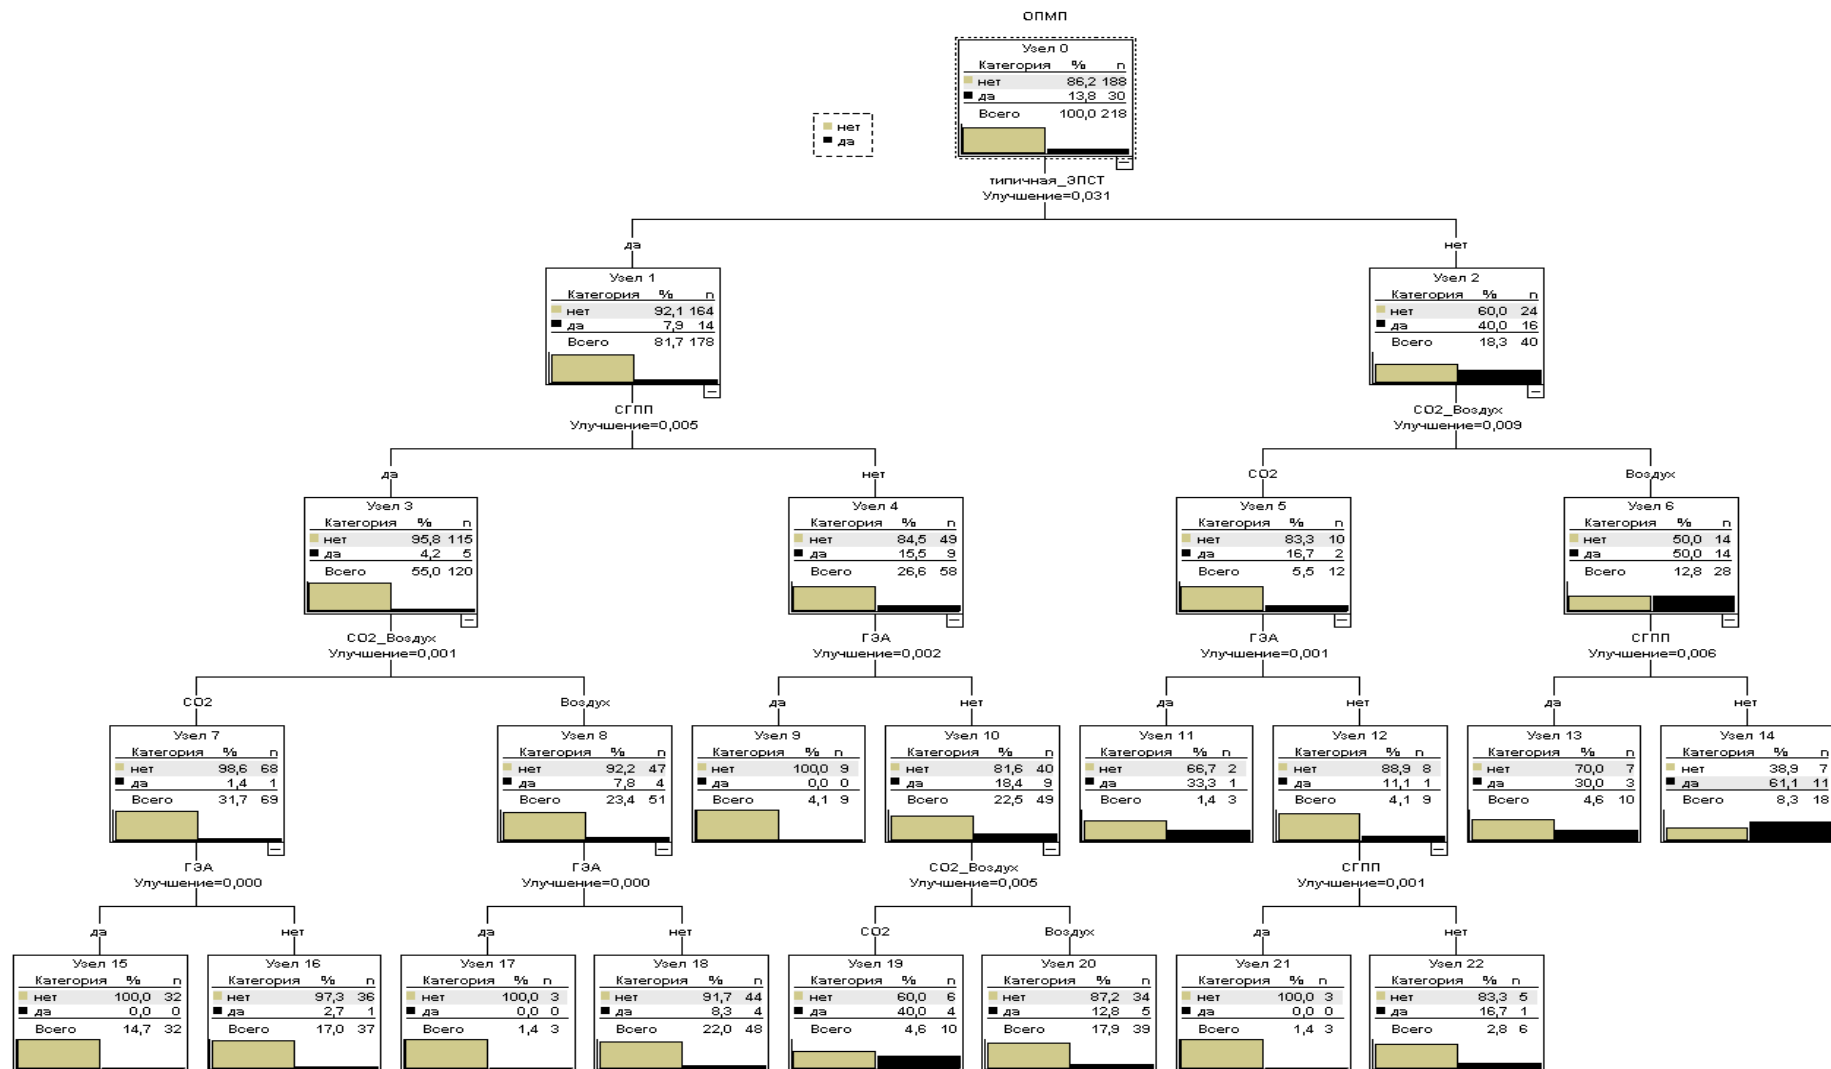 ОПМП
Узел 0
Категория % n
нет 86,2 188
да 13,8 30
Всего 100,0 218
нет
да
типичная_ЭПСТ
Улучшение=0,031
да
нет
Узел 1
Категория % n
нет 92,1 164
да 7,9 14
Всего 81,7 178
Узел 2
Категория % n
нет 60,0 24
да 40,0 16
Всего 18,3 40
СГПП
Улучшение=0,005
CO2_Воздух
Улучшение=0,009
да
нет
CO2
Воздух
Узел 3
Категория % n
нет 95,8 115
да 4,2 5
Всего 55,0 120
Узел 4
Категория % n
нет 84,5 49
да 15,5 9
Всего 26,6 58
Узел 5
Категория % n
нет 83,3 10
да 16,7 2
Всего 5,5 12
Узел 6
Категория % n
нет 50,0 14
да 50,0 14
Всего 12,8 28
CO2_Воздух
Улучшение=0,001
ГЭА
Улучшение=0,002
ГЭА
Улучшение=0,001
СГПП
Улучшение=0,006
CO2
Воздух
да
нет
да
нет
да
нет
Узел 7
Категория % n
нет 98,6 68
да 1,4 1
Всего 31,7 69
Узел 8
Категория % n
нет 92,2 47
да 7,8 4
Всего 23,4 51
Узел 9
Категория % n
нет 100,0 9
да 0,0 0
Всего 4,1 9
Узел 10
Категория % n
нет 81,6 40
да 18,4 9
Всего 22,5 49
Узел 11
Категория % n
нет 66,7 2
да 33,3 1
Всего 1,4 3
Узел 12
Категория % n
нет 88,9 8
да 11,1 1
Всего 4,1 9
Узел 13
Категория % n
нет 70,0 7
да 30,0 3
Всего 4,6 10
Узел 14
Категория % n
нет 38,9 7
да 61,1 11
Всего 8,3 18
ГЭА
Улучшение=0,000
ГЭА
Улучшение=0,000
CO2_Воздух
Улучшение=0,005
СГПП
Улучшение=0,001
да
нет
да
нет
CO2
Воздух
да
нет
Узел 15
Категория % n
нет 100,0 32
да 0,0 0
Всего 14,7 32
Узел 16
Категория % n
нет 97,3 36
да 2,7 1
Всего 17,0 37
Узел 17
Категория % n
нет 100,0 3
да 0,0 0
Всего 1,4 3
Узел 18
Категория % n
нет 91,7 44
да 8,3 4
Всего 22,0 48
Узел 19
Категория % n
нет 60,0 6
да 40,0 4
Всего 4,6 10
Узел 20
Категория % n
нет 87,2 34
да 12,8 5
Всего 17,9 39
Узел 21
Категория % n
нет 100,0 3
да 0,0 0
Всего 1,4 3
Узел 22
Категория % n
нет 83,3 5
да 16,7 1
Всего 2,8 6